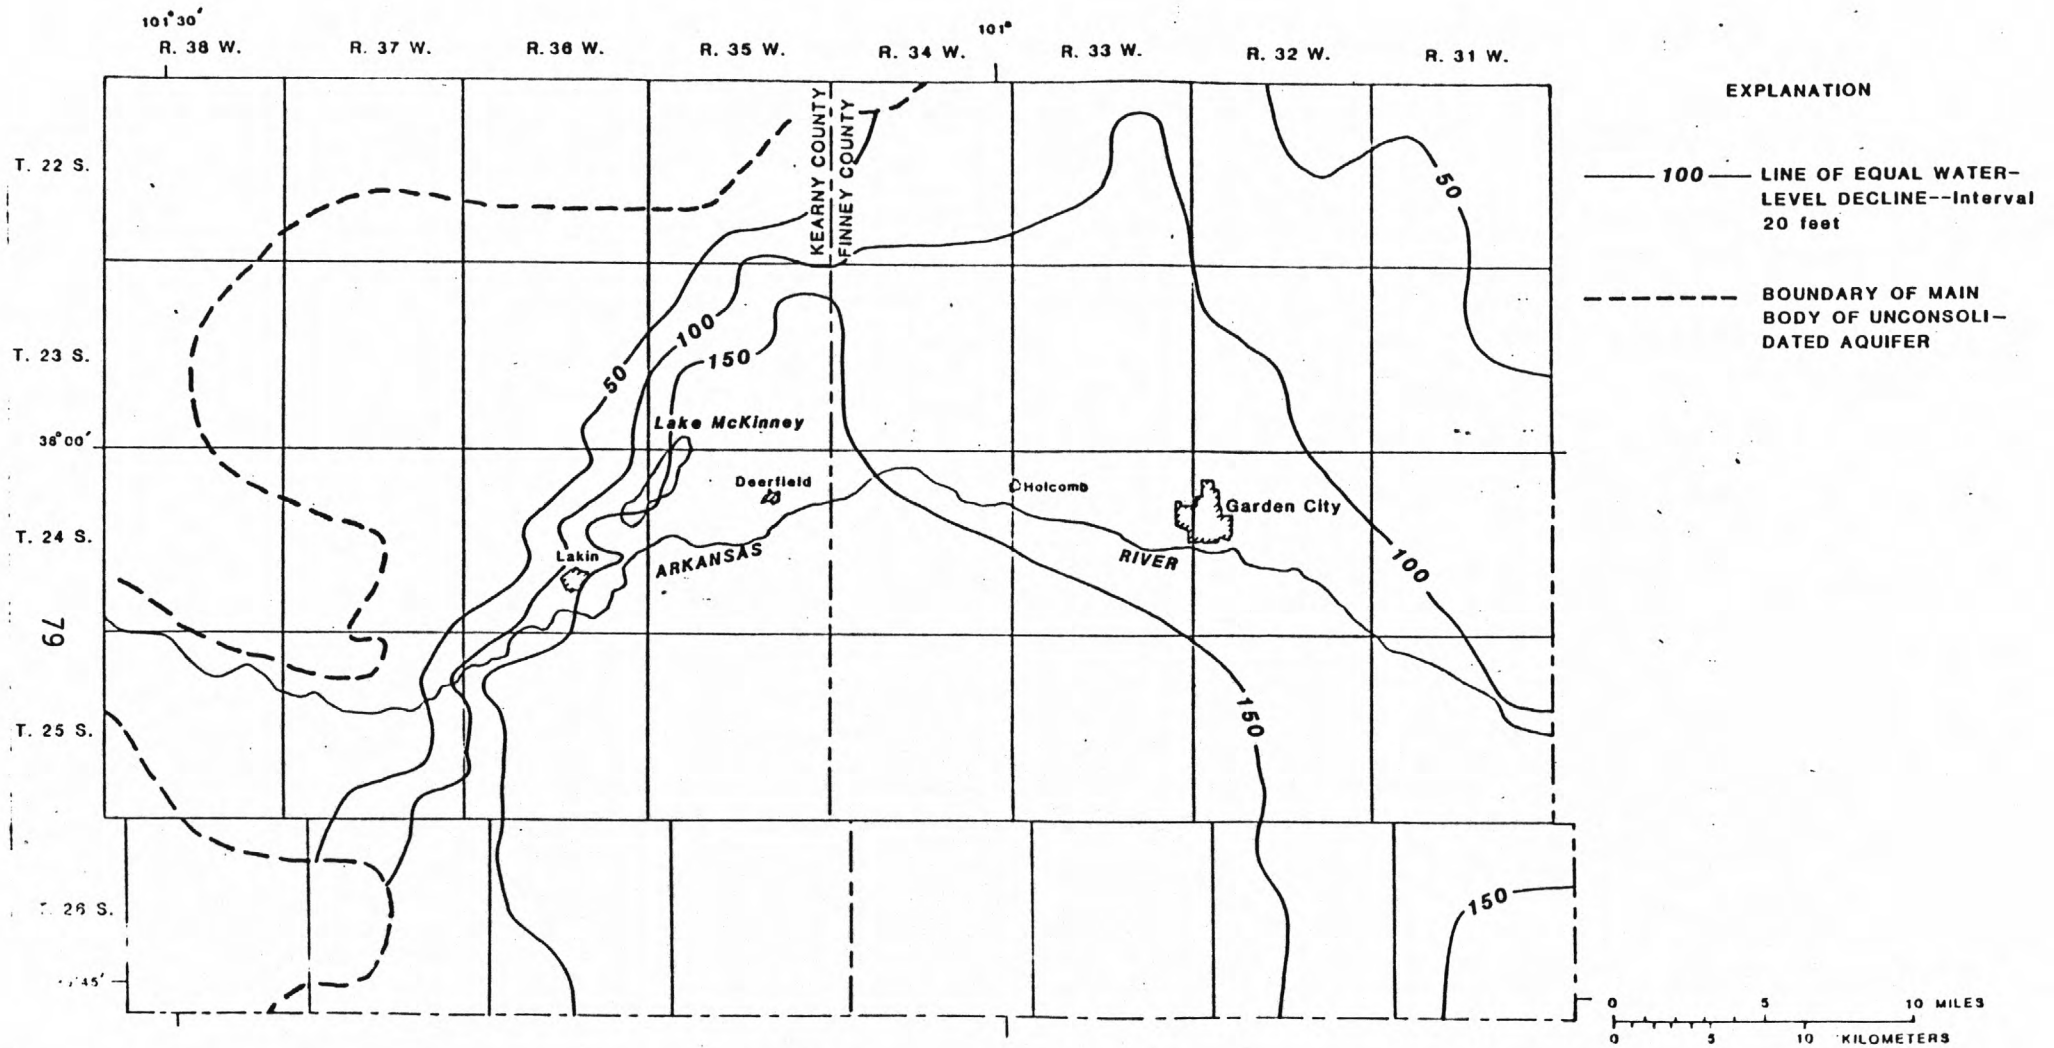 101°30′
101°
R. 38 W. R. 37 W. R. 36 W. R. 35 W. R. 34 W. R. 33 W. R. 32 W. R. 31 W.
EXPLANATION
100 LINE OF EQUAL WATER-
LEVEL DECLINE--Interval
20 feet
BOUNDARY OF MAIN
BODY OF UNCONSOLI-
DATED AQUIFER
T. 22 S.
T. 23 S.
38°00′
T. 24 S.
79
T. 25 S.
26 S.
45′
KEARNY COUNTY
FINNEY COUNTY
50
100
150
50
Lake McKinney
Deerfield
Holcomb
Garden City
Lakin
ARKANSAS
RIVER
100
150
150
0 5 10 MILES
0 5 10 KILOMETERS